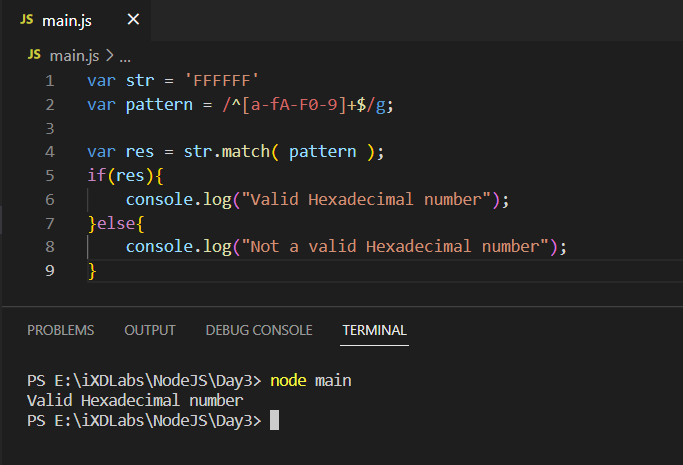 JS main.js ×
JS main.js > ...
1 var str = 'FFFFFF'
2 var pattern = /^[a-fA-F0-9]+$/g;
3
4 var res = str.match( pattern );
5 if(res){
6     console.log("Valid Hexadecimal number");
7 }else{
8     console.log("Not a valid Hexadecimal number");
9 }
PROBLEMS OUTPUT DEBUG CONSOLE TERMINAL
PS E:\iXDLabs\NodeJS\Day3> node main
Valid Hexadecimal number
PS E:\iXDLabs\NodeJS\Day3>